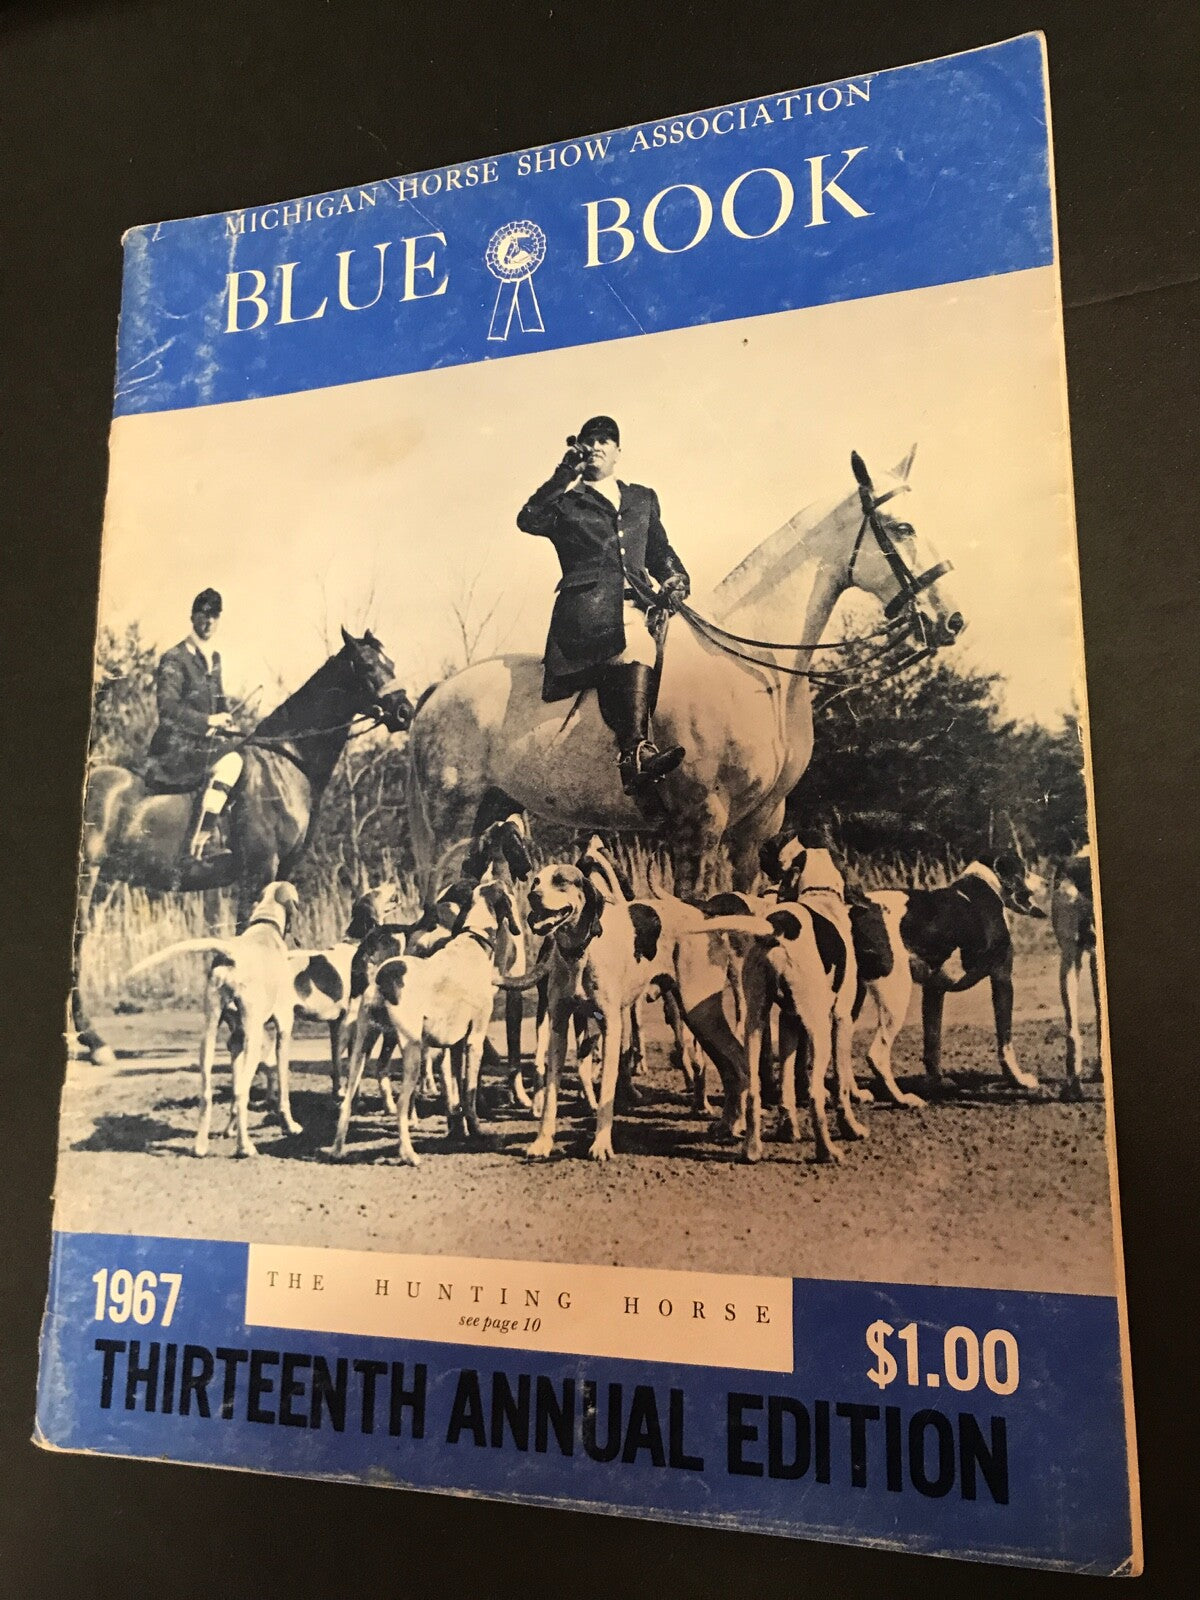 MICHIGAN HORSE SHOW ASSOCIATION
BLUE BOOK
1967
THE HUNTING HORSE
see page 10
$1.00
THIRTEENTH ANNUAL EDITION